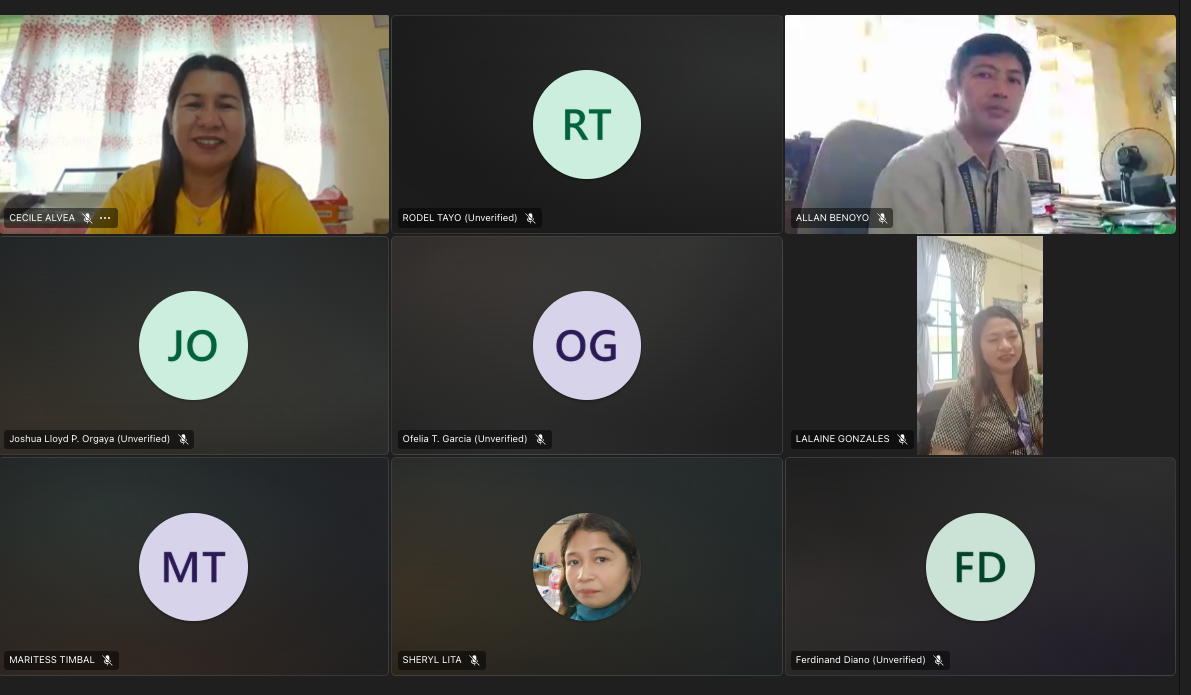 CECILE ALVEA
RT
RODEL TAYO (Unverified)
ALLAN BENOYO
JO
Joshua Lloyd P. Orgaya (Unverified)
OG
Ofelia T. Garcia (Unverified)
LALAINE GONZALES
MT
MARITESS TIMBAL
SHERYL LITA
FD
Ferdinand Diano (Unverified)